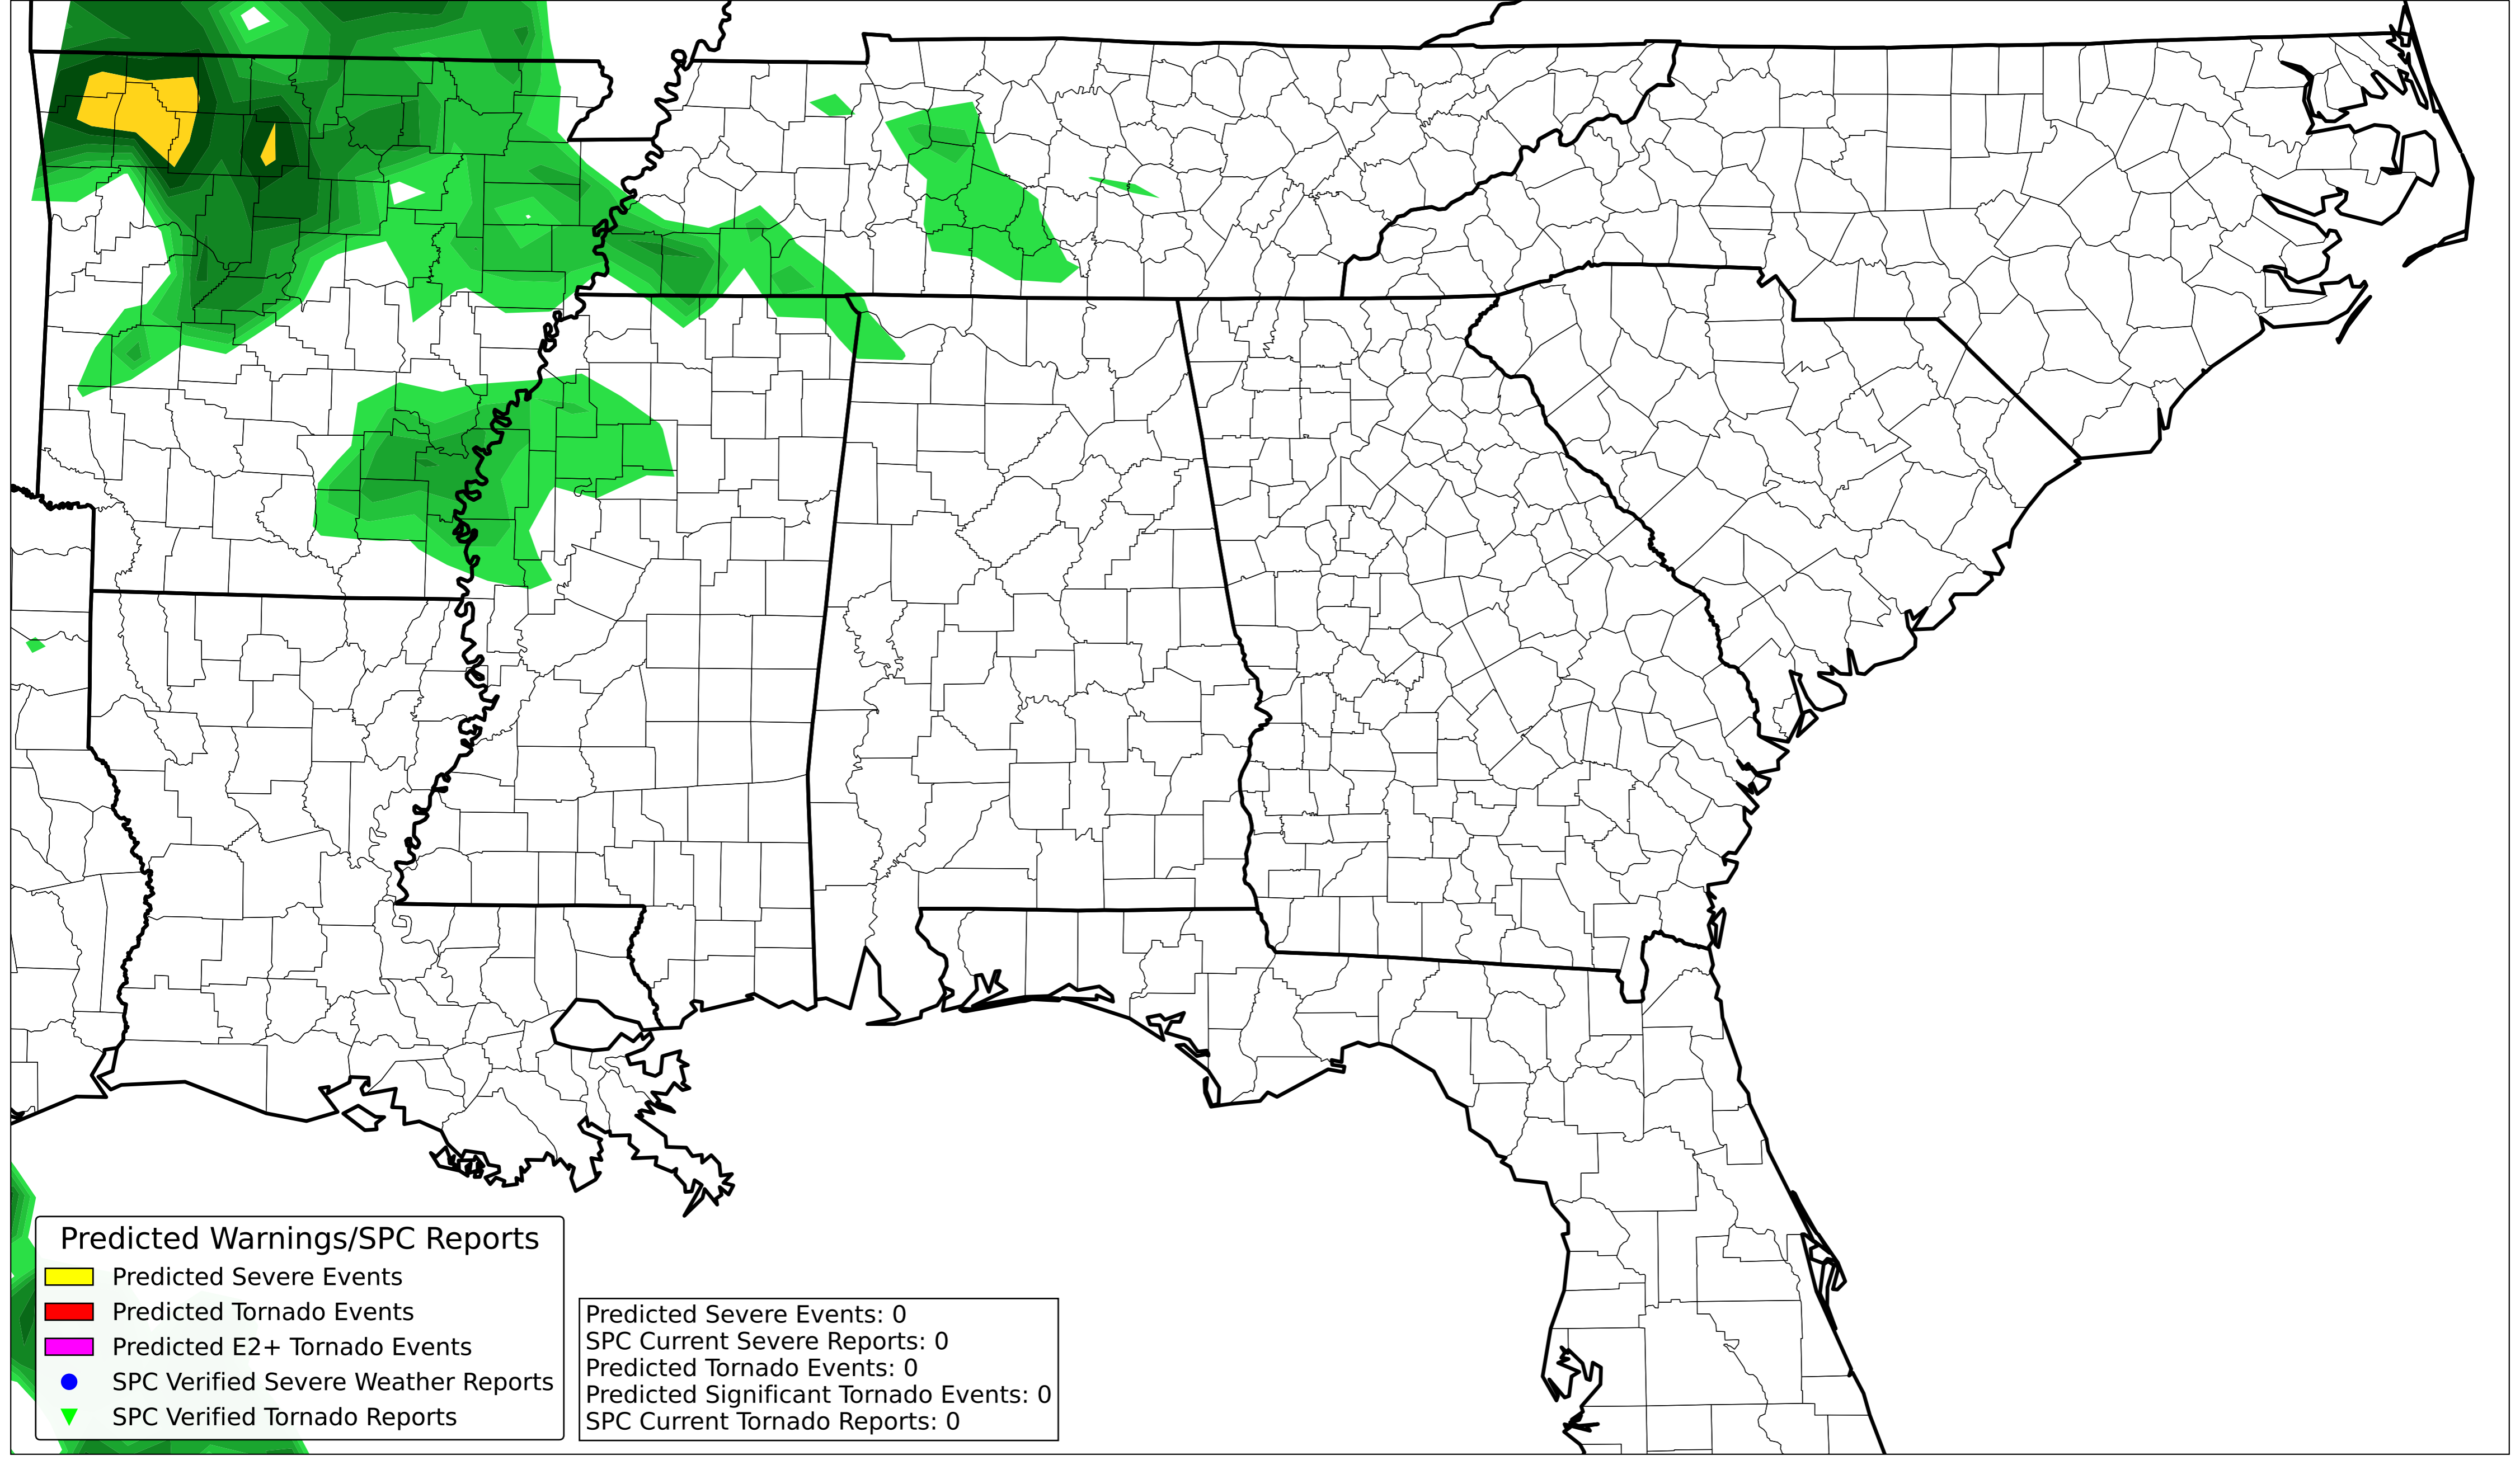 Predicted Warnings/SPC Reports
Predicted Severe Events
Predicted Tornado Events
Predicted E2+ Tornado Events
SPC Verified Severe Weather Reports
SPC Verified Tornado Reports
Predicted Severe Events: 0
SPC Current Severe Reports: 0
Predicted Tornado Events: 0
Predicted Significant Tornado Events: 0
SPC Current Tornado Reports: 0